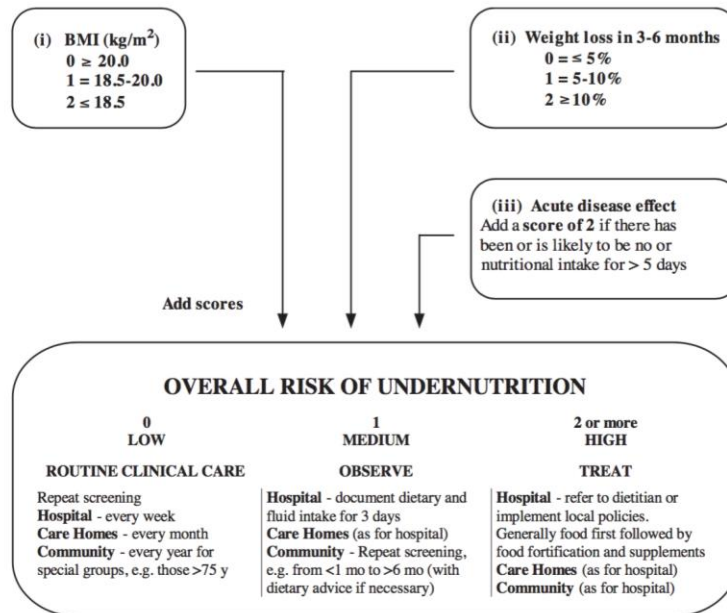 (i) BMI (kg/m²)
0 ≥ 20.0
1 = 18.5-20.0
2 ≤ 18.5
(ii) Weight loss in 3-6 months
0 = ≤ 5%
1 = 5-10%
2 ≥ 10%
(iii) Acute disease effect
Add a score of 2 if there has
been or is likely to be no or
nutritional intake for > 5 days
Add scores
OVERALL RISK OF UNDERNUTRITION
0
LOW
ROUTINE CLINICAL CARE
Repeat screening
Hospital - every week
Care Homes - every month
Community - every year for
special groups, e.g. those >75 y
1
MEDIUM
OBSERVE
Hospital - document dietary and
fluid intake for 3 days
Care Homes (as for hospital)
Community - Repeat screening,
e.g. from <1 mo to >6 mo (with
dietary advice if necessary)
2 or more
HIGH
TREAT
Hospital - refer to dietitian or
implement local policies.
Generally food first followed by
food fortification and supplements
Care Homes (as for hospital)
Community (as for hospital)